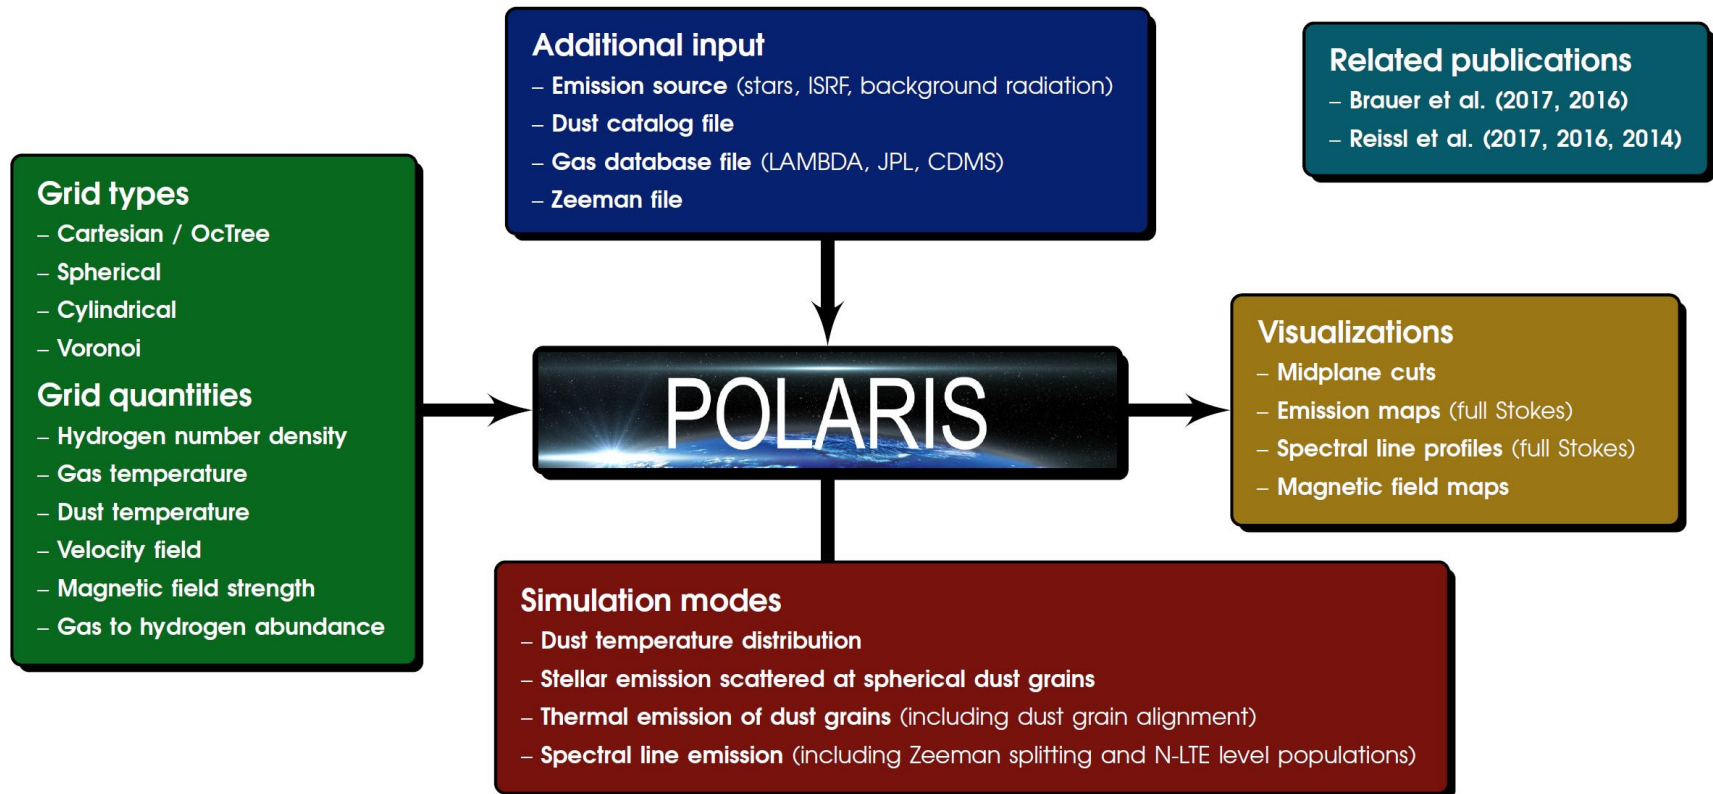 Additional input
– Emission source (stars, ISRF, background radiation)
– Dust catalog file
– Gas database file (LAMBDA, JPL, CDMS)
– Zeeman file
Related publications
– Brauer et al. (2017, 2016)
– Reissl et al. (2017, 2016, 2014)
Grid types
– Cartesian / OcTree
– Spherical
– Cylindrical
– Voronoi
Grid quantities
– Hydrogen number density
– Gas temperature
– Dust temperature
– Velocity field
– Magnetic field strength
– Gas to hydrogen abundance
POLARIS
Visualizations
– Midplane cuts
– Emission maps (full Stokes)
– Spectral line profiles (full Stokes)
– Magnetic field maps
Simulation modes
– Dust temperature distribution
– Stellar emission scattered at spherical dust grains
– Thermal emission of dust grains (including dust grain alignment)
– Spectral line emission (including Zeeman splitting and N-LTE level populations)